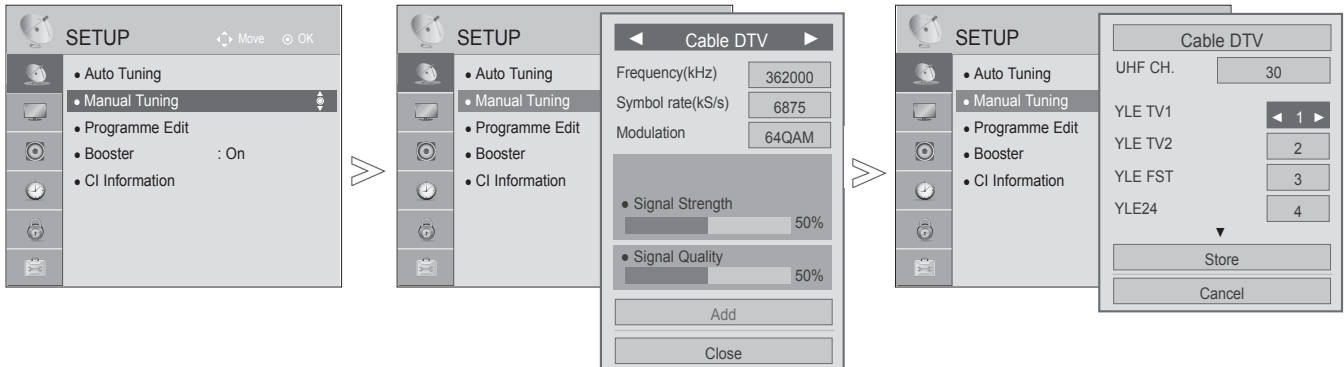 SETUP
Move OK
• Auto Tuning
• Manual Tuning
• Programme Edit
• Booster : On
• CI Information
SETUP
• Auto Tuning
• Manual Tuning
• Programme Edit
• Booster
• CI Information
◄ Cable DTV ►
Frequency(kHz) 362000
Symbol rate(kS/s) 6875
Modulation 64QAM
• Signal Strength
50%
• Signal Quality
50%
Add
Close
SETUP
• Auto Tuning
• Manual Tuning
• Programme Edit
• Booster
• CI Information
Cable DTV
UHF CH. 30
YLE TV1 ◄ 1 ►
YLE TV2 2
YLE FST 3
YLE24 4
▼
Store
Cancel